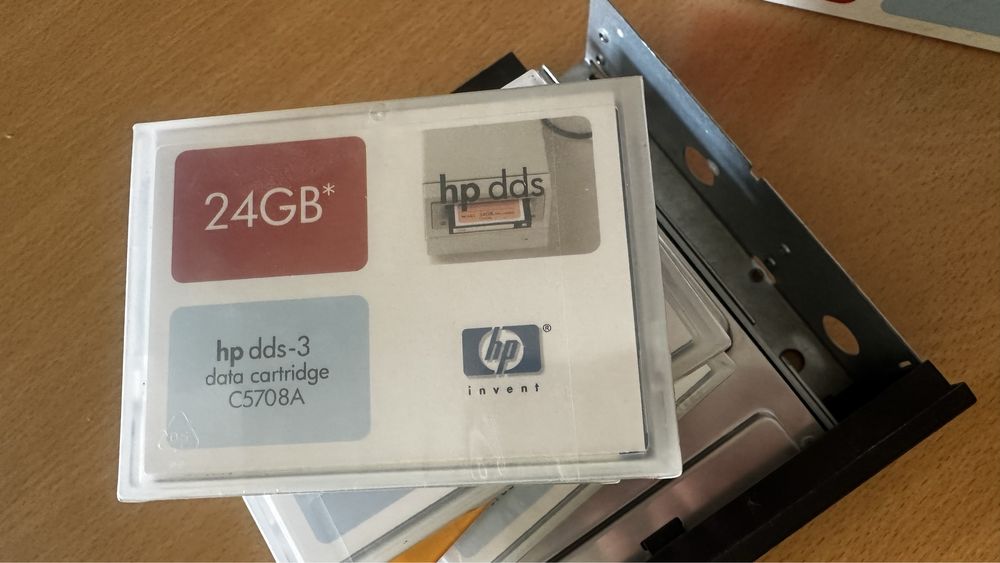 24GB*
hp dds
hp dds-3
data cartridge
C5708A
hp®
invent